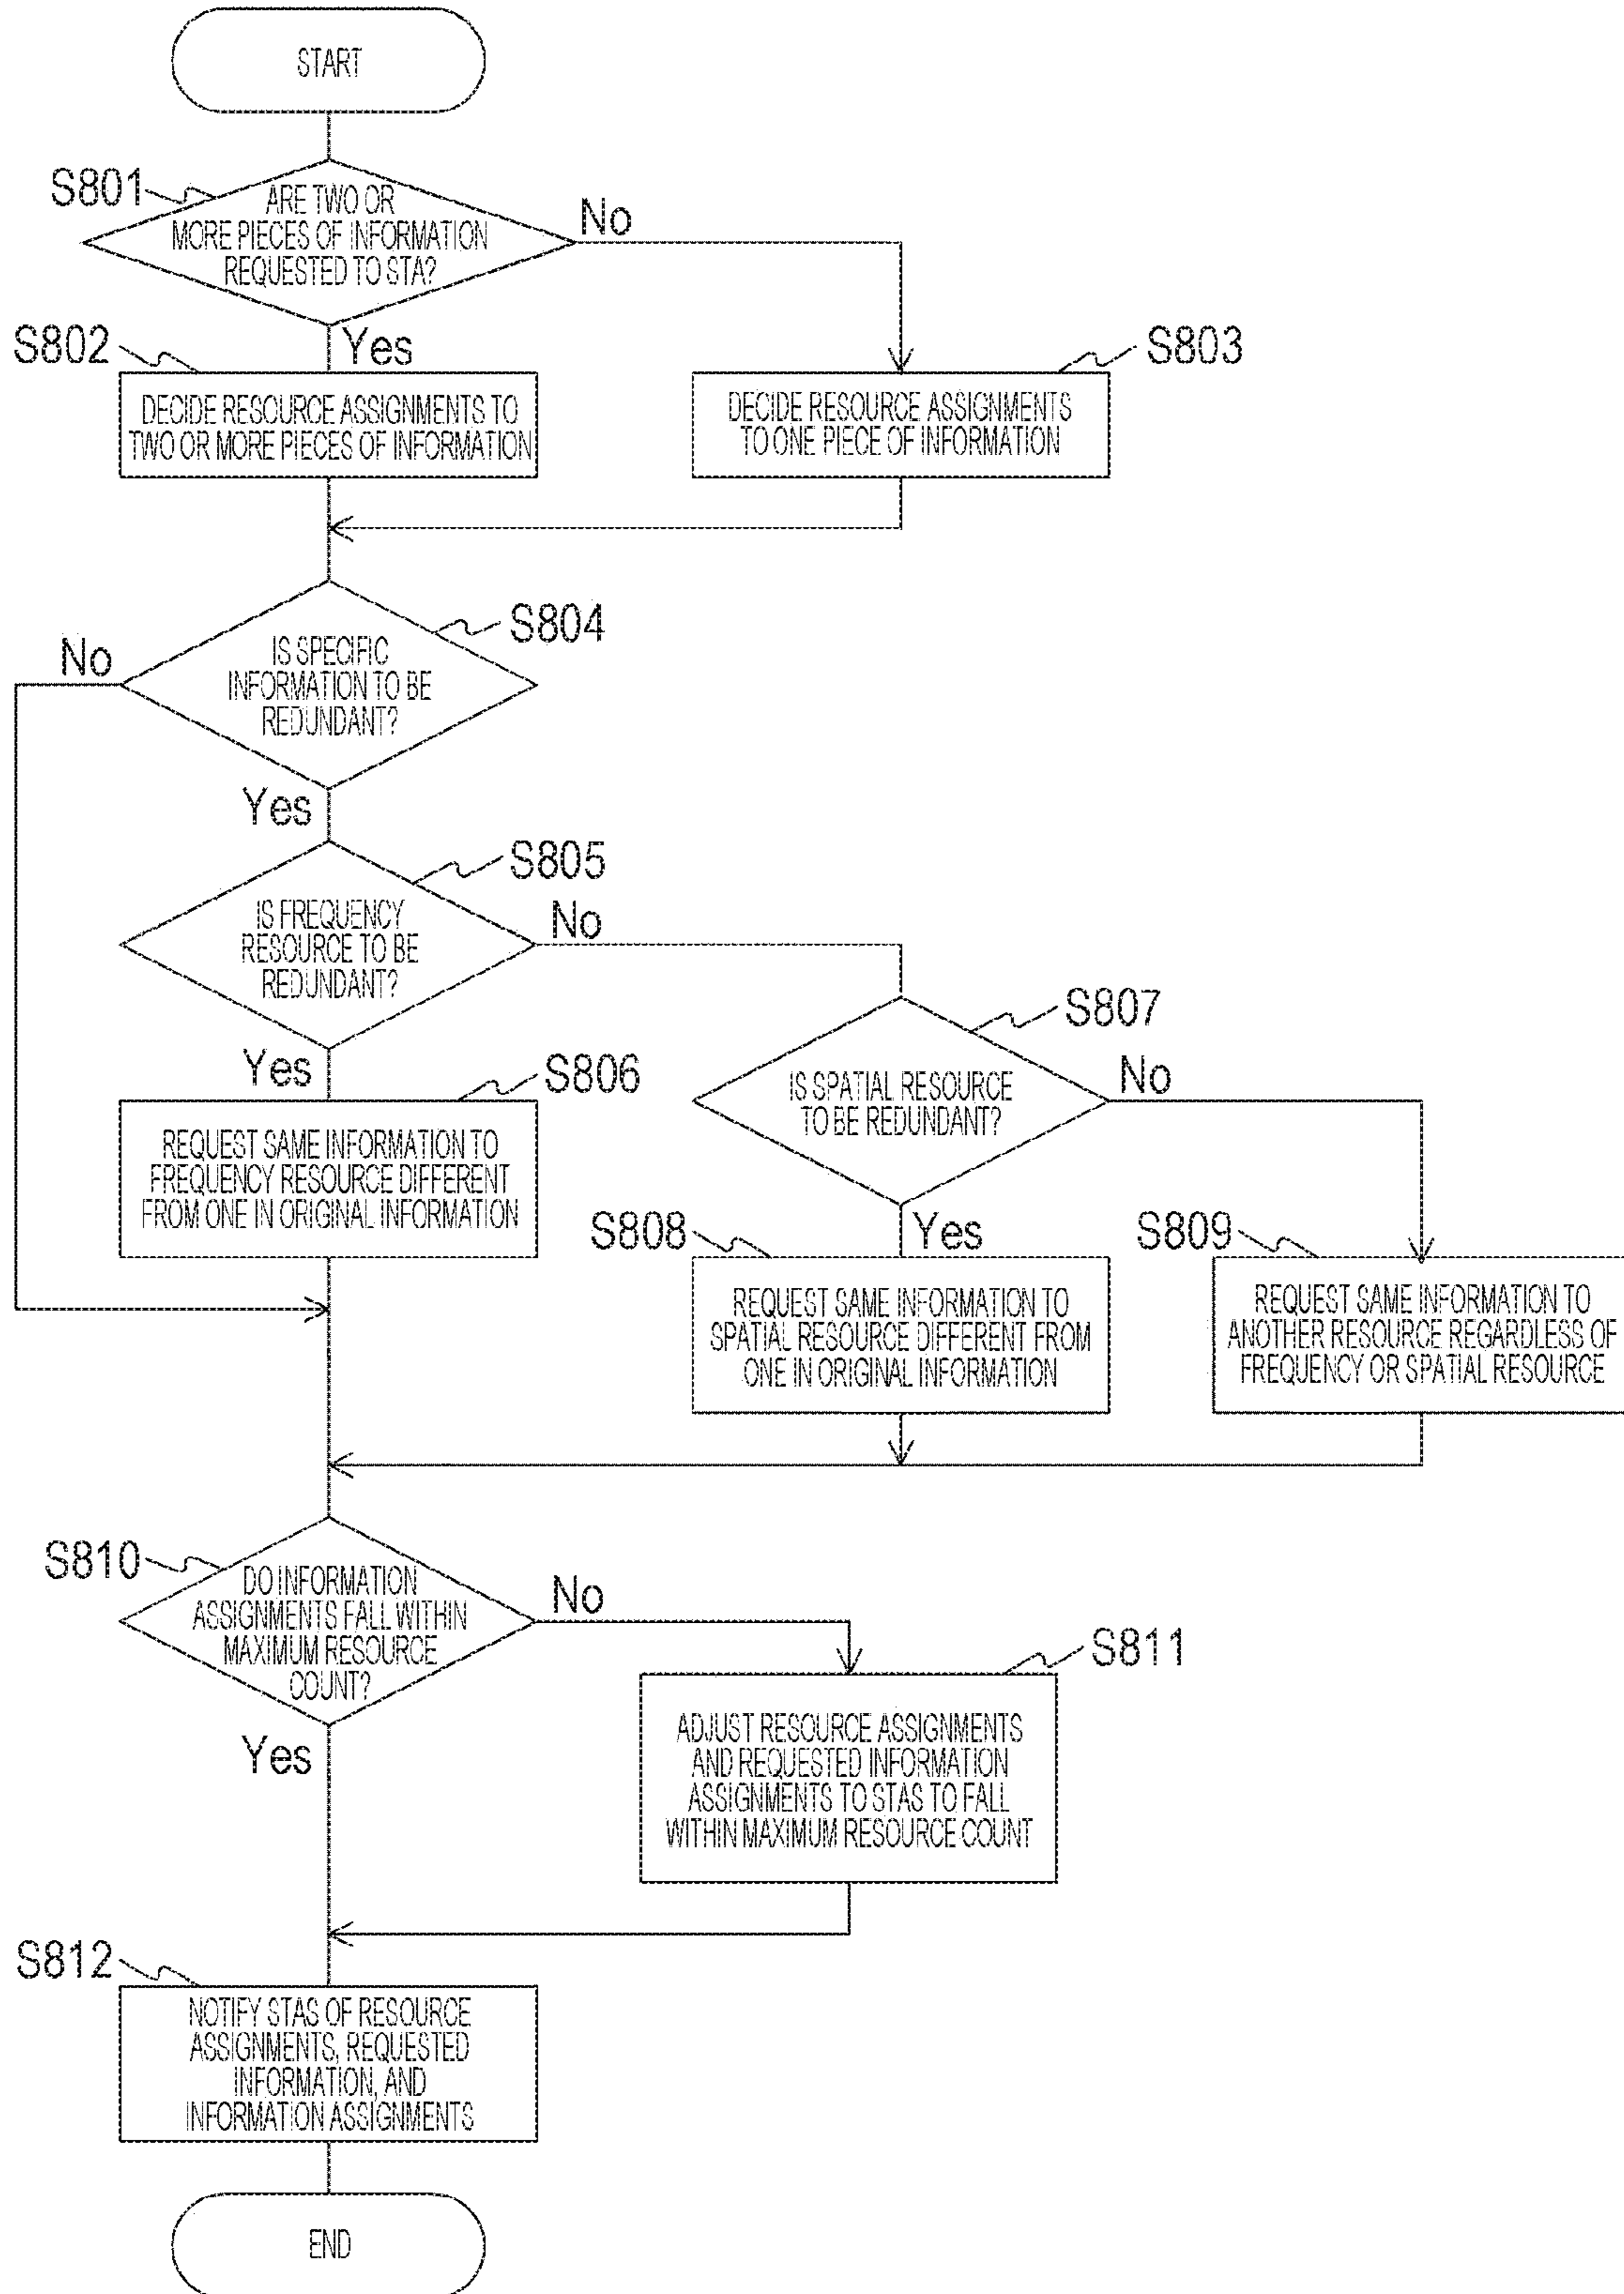 START
S801
ARE TWO OR
MORE PIECES OF INFORMATION
REQUESTED TO STA?
No
Yes
S802
DECIDE RESOURCE ASSIGNMENTS TO
TWO OR MORE PIECES OF INFORMATION
S803
DECIDE RESOURCE ASSIGNMENTS
TO ONE PIECE OF INFORMATION
S804
IS SPECIFIC
INFORMATION TO BE
REDUNDANT?
No
Yes
S805
IS FREQUENCY
RESOURCE TO BE
REDUNDANT?
No
Yes
S806
REQUEST SAME INFORMATION TO
FREQUENCY RESOURCE DIFFERENT
FROM ONE IN ORIGINAL INFORMATION
S807
IS SPATIAL RESOURCE
TO BE REDUNDANT?
No
Yes
S808
REQUEST SAME INFORMATION TO
SPATIAL RESOURCE DIFFERENT FROM
ONE IN ORIGINAL INFORMATION
S809
REQUEST SAME INFORMATION TO
ANOTHER RESOURCE REGARDLESS OF
FREQUENCY OR SPATIAL RESOURCE
S810
DO INFORMATION
ASSIGNMENTS FALL WITHIN
MAXIMUM RESOURCE
COUNT?
No
Yes
S811
ADJUST RESOURCE ASSIGNMENTS
AND REQUESTED INFORMATION
ASSIGNMENTS TO STAS TO FALL
WITHIN MAXIMUM RESOURCE COUNT
S812
NOTIFY STAS OF RESOURCE
ASSIGNMENTS, REQUESTED
INFORMATION, AND
INFORMATION ASSIGNMENTS
END